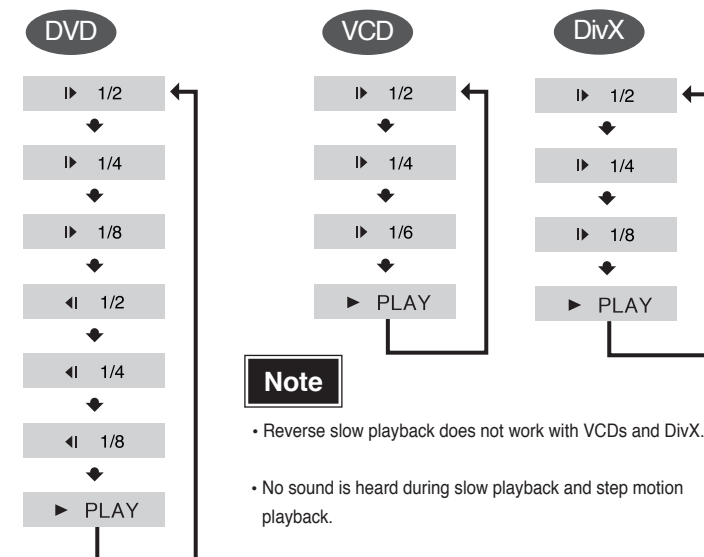 DVD
I▶ 1/2
I▶ 1/4
I▶ 1/8
◀I 1/2
◀I 1/4
◀I 1/8
► PLAY
VCD
I▶ 1/2
I▶ 1/4
I▶ 1/6
► PLAY
DivX
I▶ 1/2
I▶ 1/4
I▶ 1/8
► PLAY
Note
• Reverse slow playback does not work with VCDs and DivX.
• No sound is heard during slow playback and step motion
playback.